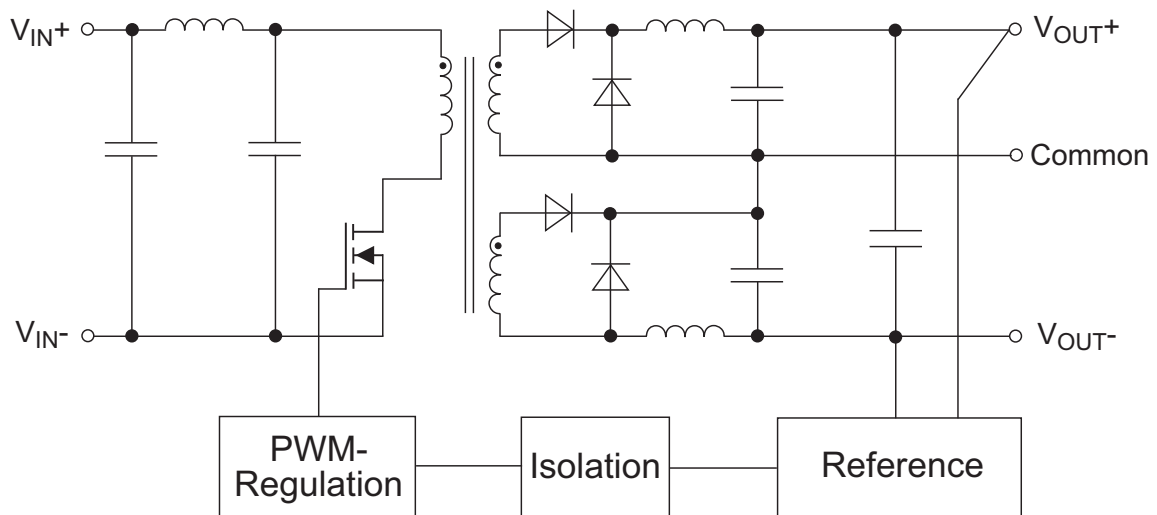 VIN+
VOUT+
Common
VIN-
VOUT-
PWM-
Regulation
Isolation
Reference